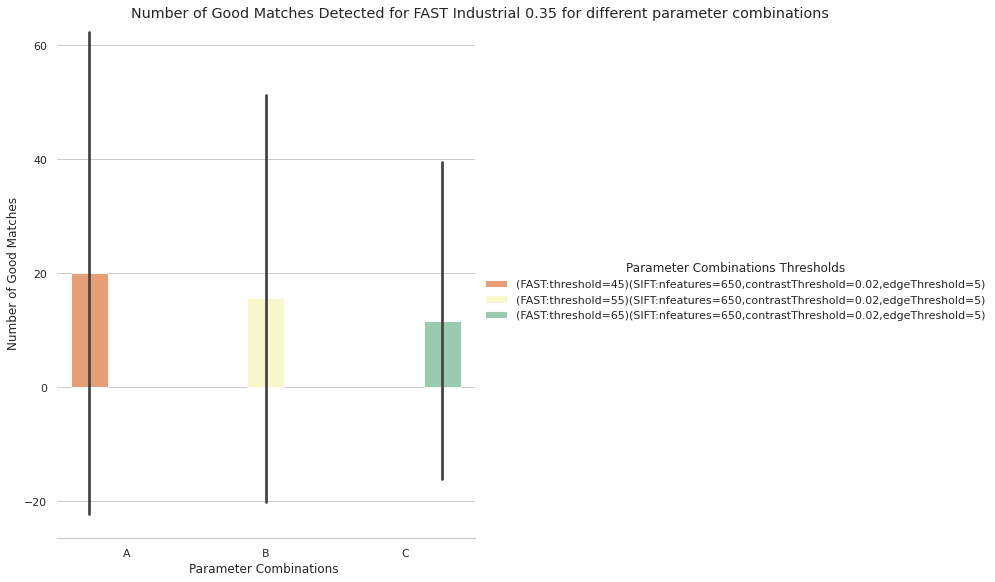 Number of Good Matches Detected for FAST Industrial 0.35 for different parameter combinations
60
40
20
0
−20
Number of Good Matches
A
B
C
Parameter Combinations
Parameter Combinations Thresholds
(FAST:threshold=45)(SIFT:nfeatures=650,contrastThreshold=0.02,edgeThreshold=5)
(FAST:threshold=55)(SIFT:nfeatures=650,contrastThreshold=0.02,edgeThreshold=5)
(FAST:threshold=65)(SIFT:nfeatures=650,contrastThreshold=0.02,edgeThreshold=5)